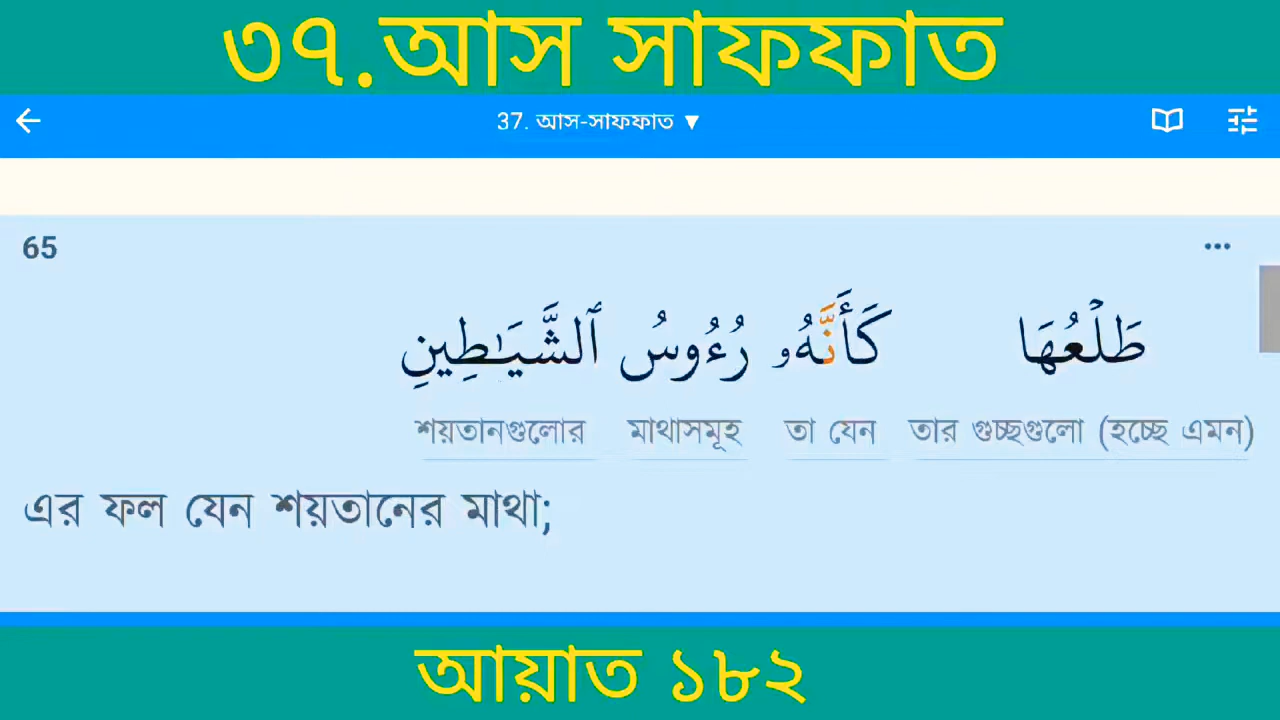 ৩৭.আস সাফফাত
37. আস-সাফফাত ▼
65
طَلْعُهَا كَأَنَّهُۥ رُءُوسُ ٱلشَّيَـٰطِينِ
শয়তানগুলোর মাথাসমূহ তা যেন তার গুচ্ছগুলো (হচ্ছে এমন)
এর ফল যেন শয়তানের মাথা;
আয়াত ১৮২